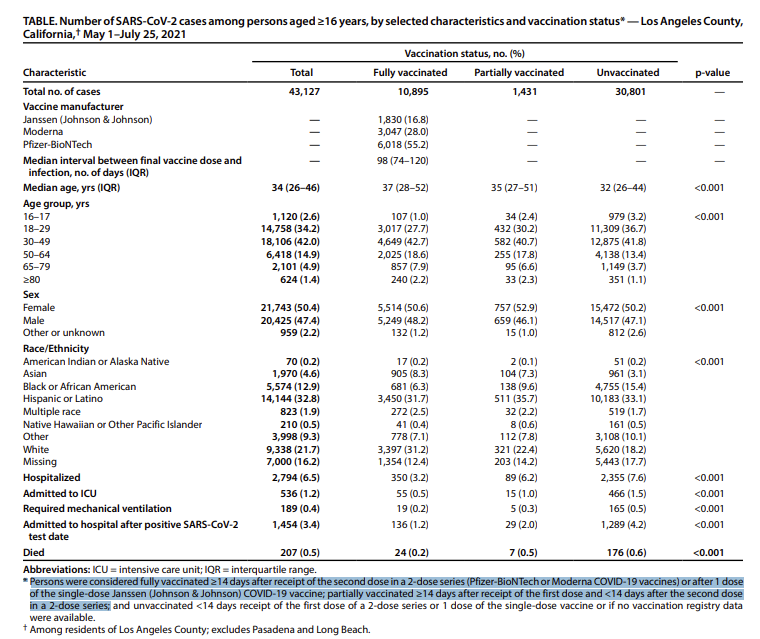 TABLE. Number of SARS-CoV-2 cases among persons aged ≥16 years, by selected characteristics and vaccination status* — Los Angeles County,
California,† May 1–July 25, 2021
Vaccination status, no. (%)
Characteristic Total Fully vaccinated Partially vaccinated Unvaccinated p-value
Total no. of cases 43,127 10,895 1,431 30,801 —
Vaccine manufacturer
Janssen (Johnson & Johnson) — 1,830 (16.8) — — —
Moderna — 3,047 (28.0) — — —
Pfizer-BioNTech — 6,018 (55.2) — — —
Median interval between final vaccine dose and — 98 (74–120) — — —
infection, no. of days (IQR)
Median age, yrs (IQR) 34 (26–46) 37 (28–52) 35 (27–51) 32 (26–44) <0.001
Age group, yrs
16–17 1,120 (2.6) 107 (1.0) 34 (2.4) 979 (3.2) <0.001
18–29 14,758 (34.2) 3,017 (27.7) 432 (30.2) 11,309 (36.7)
30–49 18,106 (42.0) 4,649 (42.7) 582 (40.7) 12,875 (41.8)
50–64 6,418 (14.9) 2,025 (18.6) 255 (17.8) 4,138 (13.4)
65–79 2,101 (4.9) 857 (7.9) 95 (6.6) 1,149 (3.7)
≥80 624 (1.4) 240 (2.2) 33 (2.3) 351 (1.1)
Sex
Female 21,743 (50.4) 5,514 (50.6) 757 (52.9) 15,472 (50.2) <0.001
Male 20,425 (47.4) 5,249 (48.2) 659 (46.1) 14,517 (47.1)
Other or unknown 959 (2.2) 132 (1.2) 15 (1.0) 812 (2.6)
Race/Ethnicity
American Indian or Alaska Native 70 (0.2) 17 (0.2) 2 (0.1) 51 (0.2) <0.001
Asian 1,970 (4.6) 905 (8.3) 104 (7.3) 961 (3.1)
Black or African American 5,574 (12.9) 681 (6.3) 138 (9.6) 4,755 (15.4)
Hispanic or Latino 14,144 (32.8) 3,450 (31.7) 511 (35.7) 10,183 (33.1)
Multiple race 823 (1.9) 272 (2.5) 32 (2.2) 519 (1.7)
Native Hawaiian or Other Pacific Islander 210 (0.5) 41 (0.4) 8 (0.6) 161 (0.5)
Other 3,998 (9.3) 778 (7.1) 112 (7.8) 3,108 (10.1)
White 9,338 (21.7) 3,397 (31.2) 321 (22.4) 5,620 (18.2)
Missing 7,000 (16.2) 1,354 (12.4) 203 (14.2) 5,443 (17.7)
Hospitalized 2,794 (6.5) 350 (3.2) 89 (6.2) 2,355 (7.6) <0.001
Admitted to ICU 536 (1.2) 55 (0.5) 15 (1.0) 466 (1.5) <0.001
Required mechanical ventilation 189 (0.4) 19 (0.2) 5 (0.3) 165 (0.5) <0.001
Admitted to hospital after positive SARS-CoV-2 1,454 (3.4) 136 (1.2) 29 (2.0) 1,289 (4.2) <0.001
test date
Died 207 (0.5) 24 (0.2) 7 (0.5) 176 (0.6) <0.001
Abbreviations: ICU = intensive care unit; IQR = interquartile range.
* Persons were considered fully vaccinated ≥14 days after receipt of the second dose in a 2-dose series (Pfizer-BioNTech or Moderna COVID-19 vaccines) or after 1 dose
of the single-dose Janssen (Johnson & Johnson) COVID-19 vaccine; partially vaccinated ≥14 days after receipt of the first dose and <14 days after the second dose
in a 2-dose series; and unvaccinated <14 days receipt of the first dose of a 2-dose series or 1 dose of the single-dose vaccine or if no vaccination registry data
were available.
† Among residents of Los Angeles County; excludes Pasadena and Long Beach.